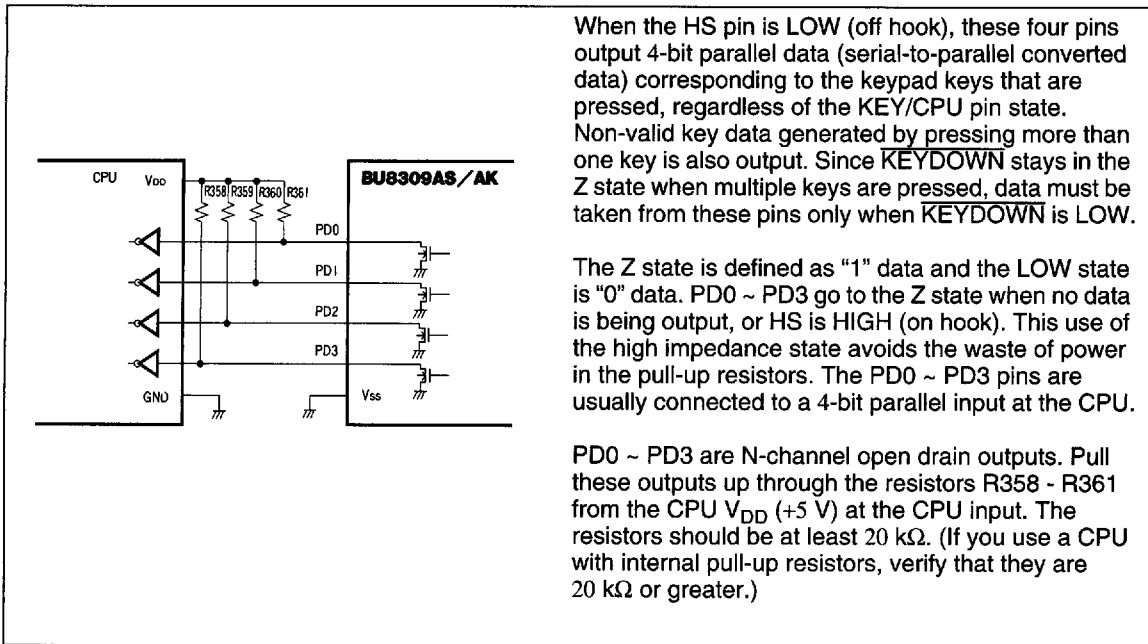 CPU
VDD
R358 R359 R360 R361
BU8309AS/AK
PD0
PD1
PD2
PD3
GND
Vss
When the HS pin is LOW (off hook), these four pins
output 4-bit parallel data (serial-to-parallel converted
data) corresponding to the keypad keys that are
pressed, regardless of the KEY/CPU pin state.
Non-valid key data generated by pressing more than
one key is also output. Since KEYDOWN stays in the
Z state when multiple keys are pressed, data must be
taken from these pins only when KEYDOWN is LOW.
The Z state is defined as “1” data and the LOW state
is “0” data. PD0 ~ PD3 go to the Z state when no data
is being output, or HS is HIGH (on hook). This use of
the high impedance state avoids the waste of power
in the pull-up resistors. The PD0 ~ PD3 pins are
usually connected to a 4-bit parallel input at the CPU.
PD0 ~ PD3 are N-channel open drain outputs. Pull
these outputs up through the resistors R358 - R361
from the CPU VDD (+5 V) at the CPU input. The
resistors should be at least 20 kΩ. (If you use a CPU
with internal pull-up resistors, verify that they are
20 kΩ or greater.)